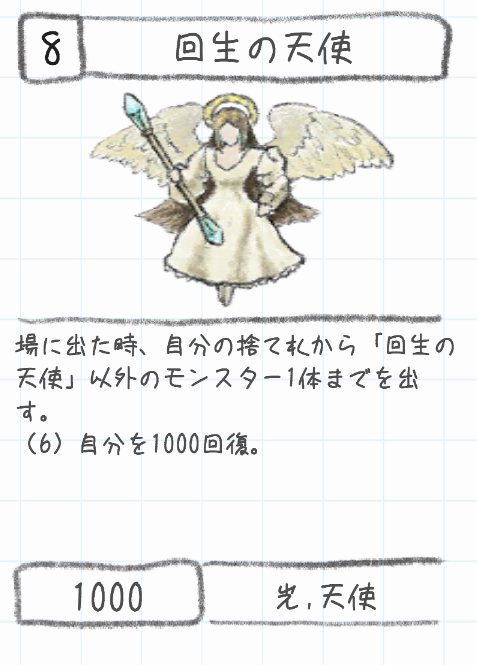 8
回生の天使
場に出た時、自分の捨て札から「回生の
天使」以外のモンスター1体までを出
す。
（6）自分を1000回復。
1000
光,天使